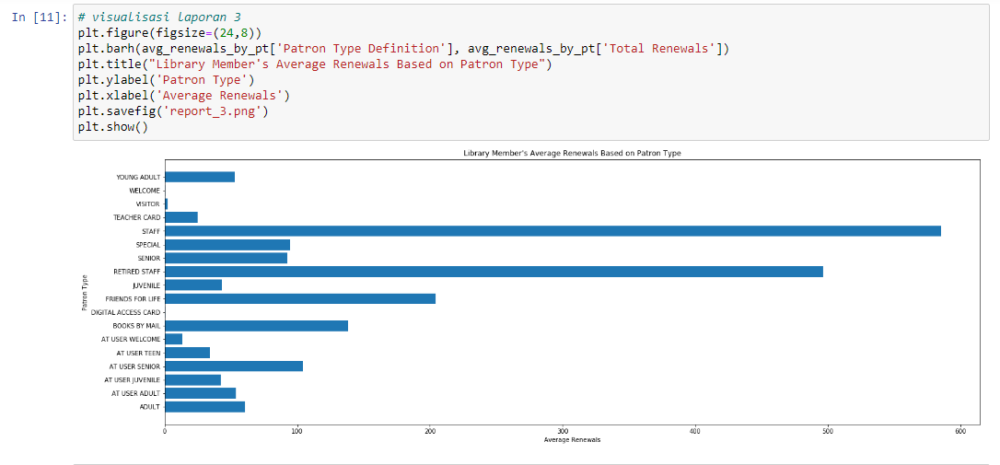 In [11]:
# visualisasi laporan 3
plt.figure(figsize=(24,8))
plt.barh(avg_renewals_by_pt['Patron Type Definition'], avg_renewals_by_pt['Total Renewals'])
plt.title("Library Member's Average Renewals Based on Patron Type")
plt.ylabel('Patron Type')
plt.xlabel('Average Renewals')
plt.savefig('report_3.png')
plt.show()
Library Member's Average Renewals Based on Patron Type
Patron Type
YOUNG ADULT
WELCOME
VISITOR
TEACHER CARD
STAFF
SPECIAL
SENIOR
RETIRED STAFF
JUVENILE
FRIENDS FOR LIFE
DIGITAL ACCESS CARD
BOOKS BY MAIL
AT USER WELCOME
AT USER TEEN
AT USER SENIOR
AT USER JUVENILE
AT USER ADULT
ADULT
0 100 200 300 400 500 600
Average Renewals